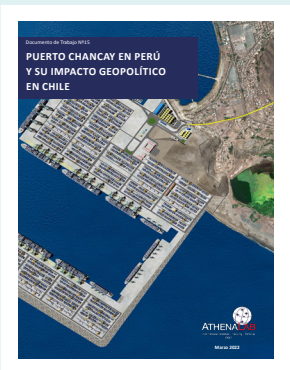 Documento de Trabajo Nº15
PUERTO CHANCAY EN PERÚ
Y SU IMPACTO GEOPOLÍTICO
EN CHILE
ATHENALAB
Marzo 2022